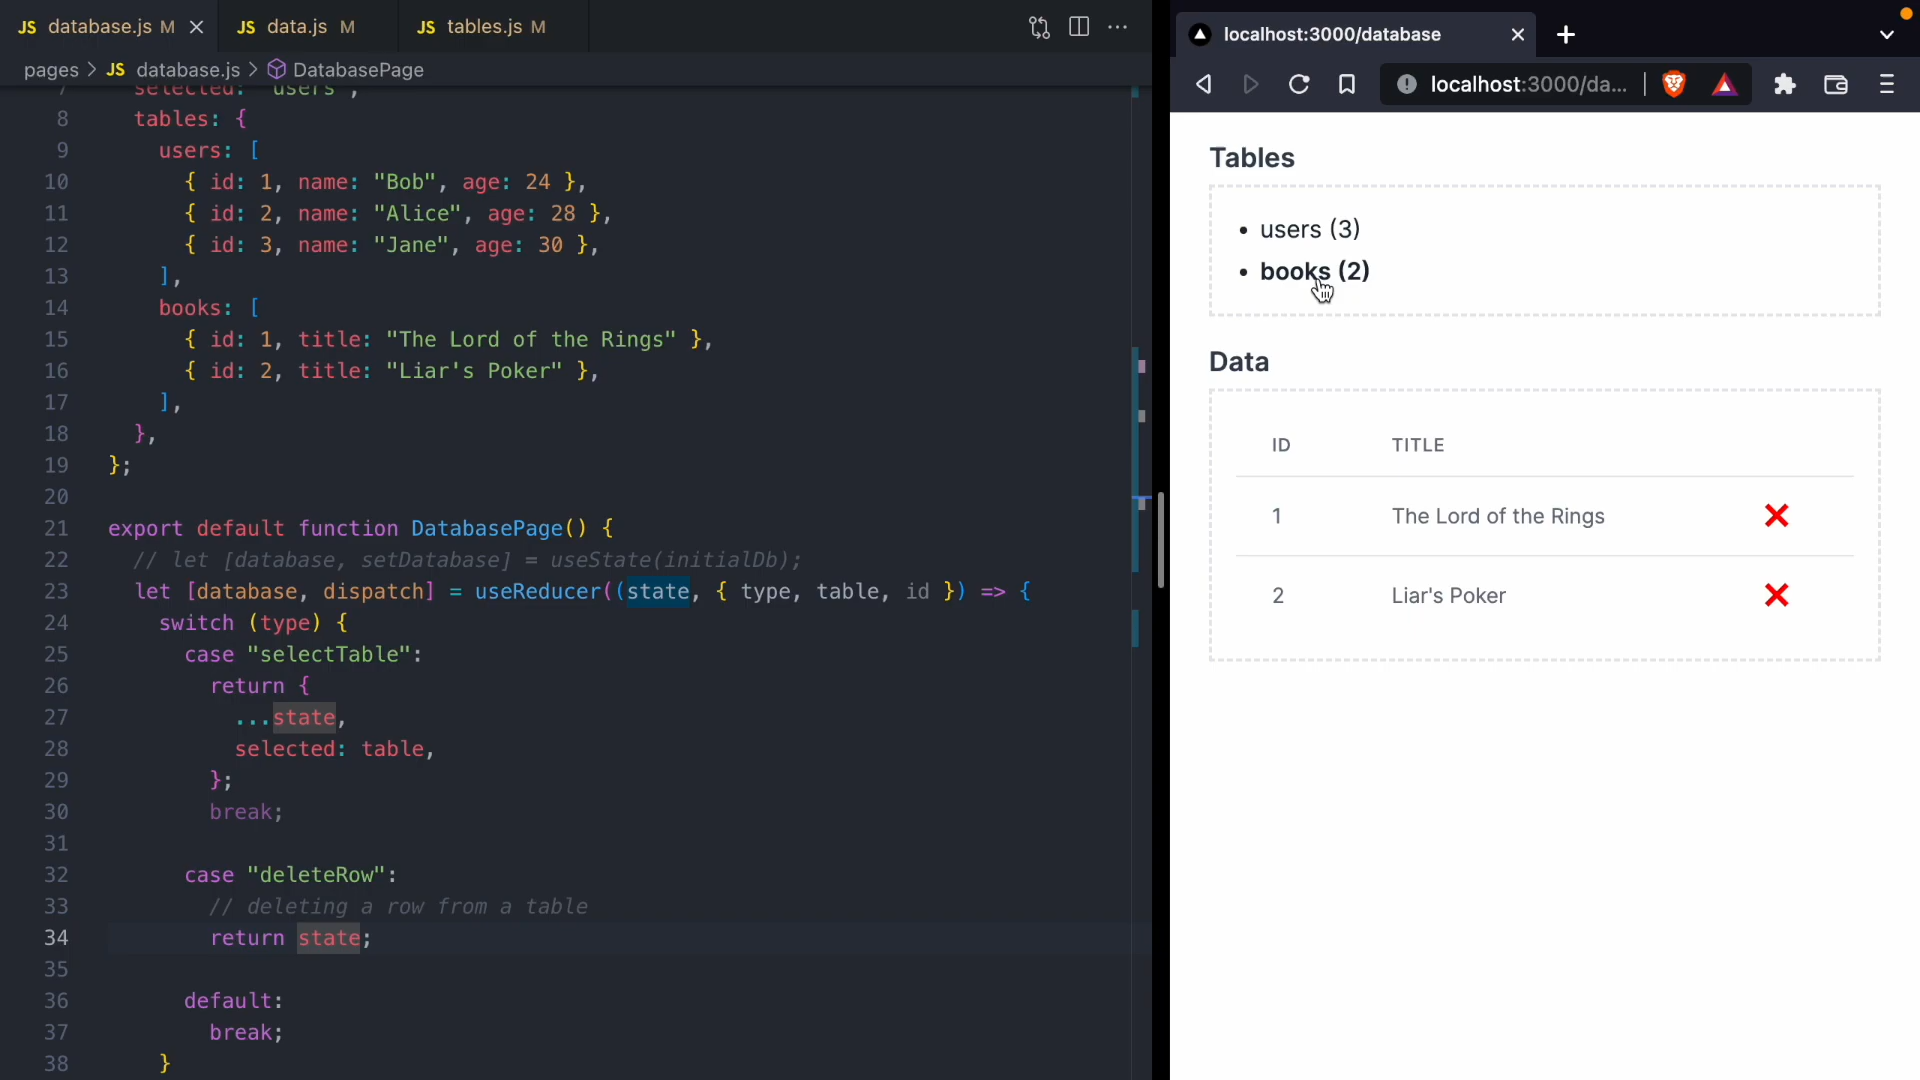 JS database.js M
JS data.js M
JS tables.js M
pages > JS database.js > DatabasePage
7 selected: "users",
8 tables: {
9 users: [
10 { id: 1, name: "Bob", age: 24 },
11 { id: 2, name: "Alice", age: 28 },
12 { id: 3, name: "Jane", age: 30 },
13 ],
14 books: [
15 { id: 1, title: "The Lord of the Rings" },
16 { id: 2, title: "Liar's Poker" },
17 ],
18 },
19 };
20
21 export default function DatabasePage() {
22 // let [database, setDatabase] = useState(initialDb);
23 let [database, dispatch] = useReducer((state, { type, table, id }) => {
24 switch (type) {
25 case "selectTable":
26 return {
27 ...state,
28 selected: table,
29 };
30 break;
31
32 case "deleteRow":
33 // deleting a row from a table
34 return state;
35
36 default:
37 break;
38 }
localhost:3000/database
localhost:3000/da...
Tables
users (3)
books (2)
Data
ID TITLE
1 The Lord of the Rings
2 Liar's Poker